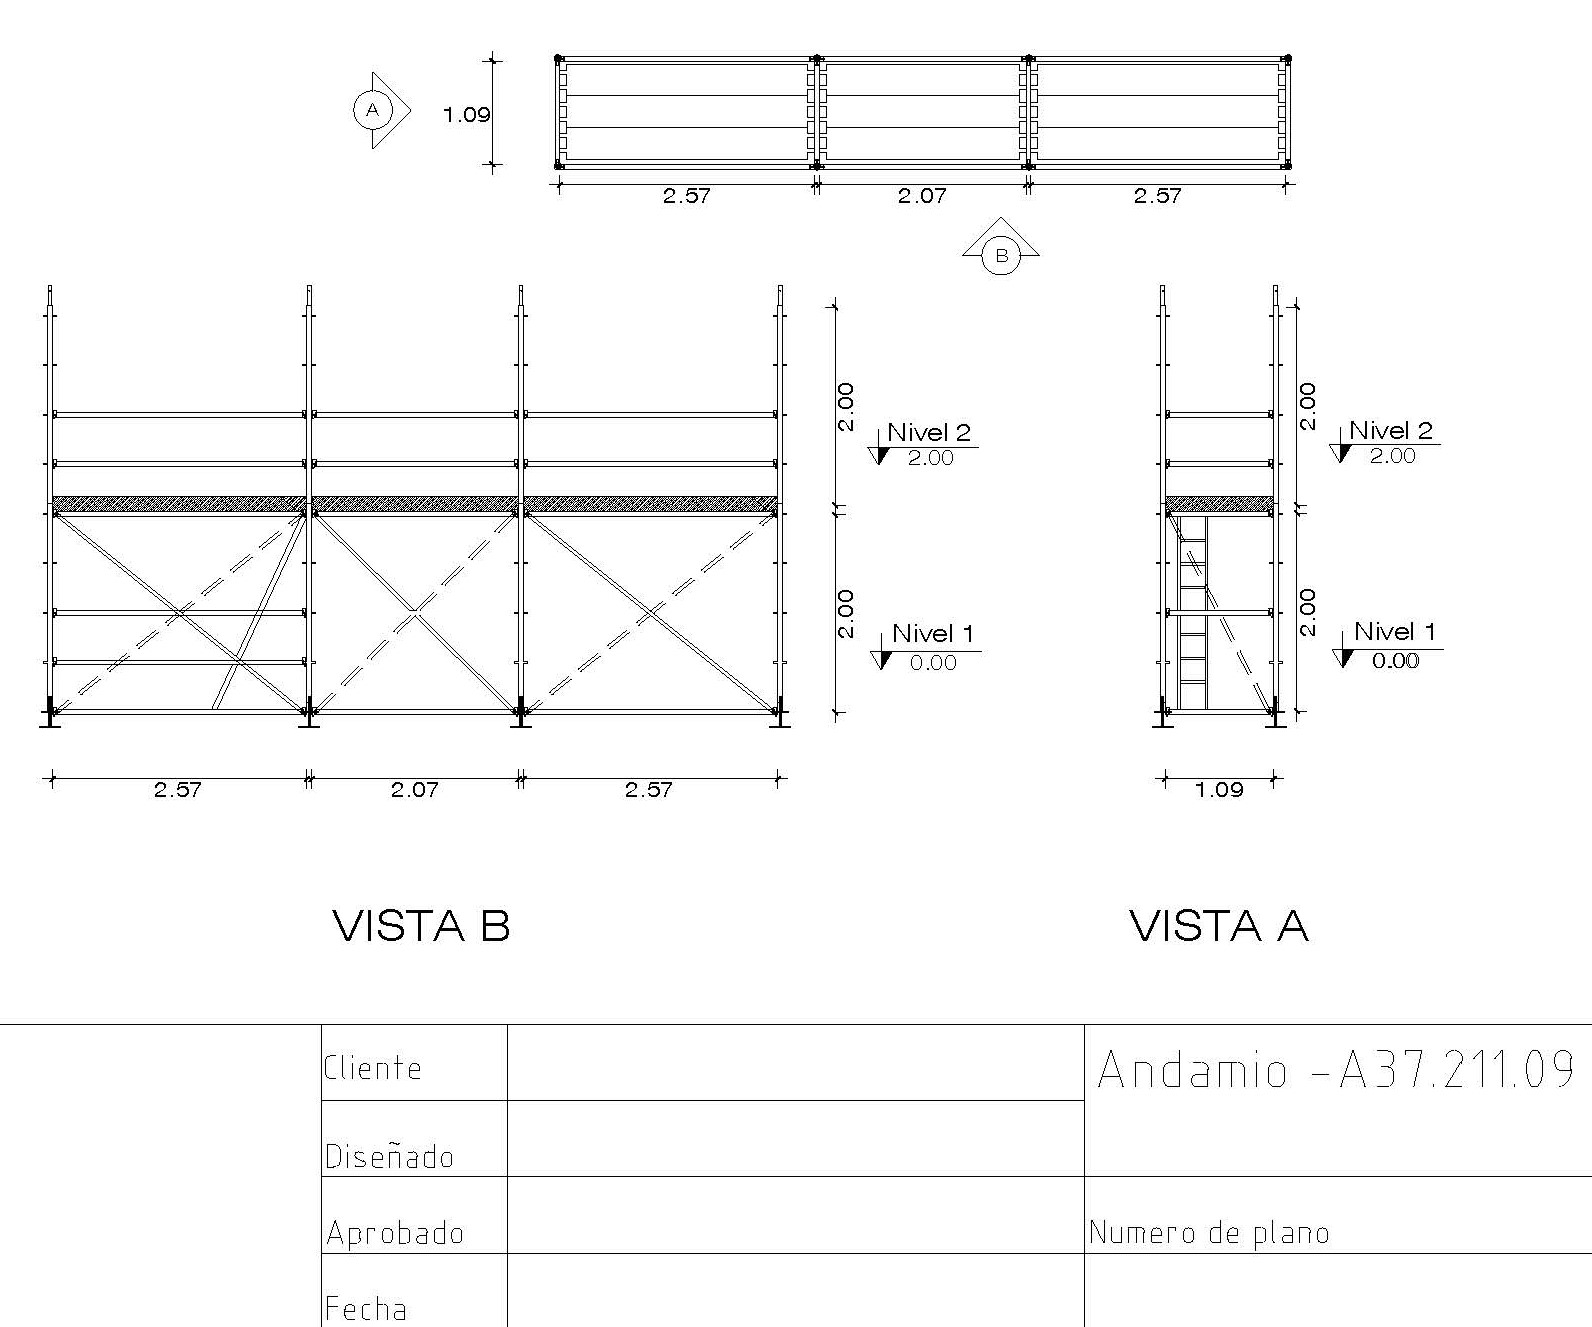 A
1.09
2.57
2.07
2.57
B
2.00
Nivel 2
2.00
2.00
Nivel 1
0.00
2.57
2.07
2.57
2.00
Nivel 2
2.00
2.00
Nivel 1
0.00
1.09
VISTA B
VISTA A
Cliente
Andamio -A37.211.09
Diseñado
Aprobado
Numero de plano
Fecha